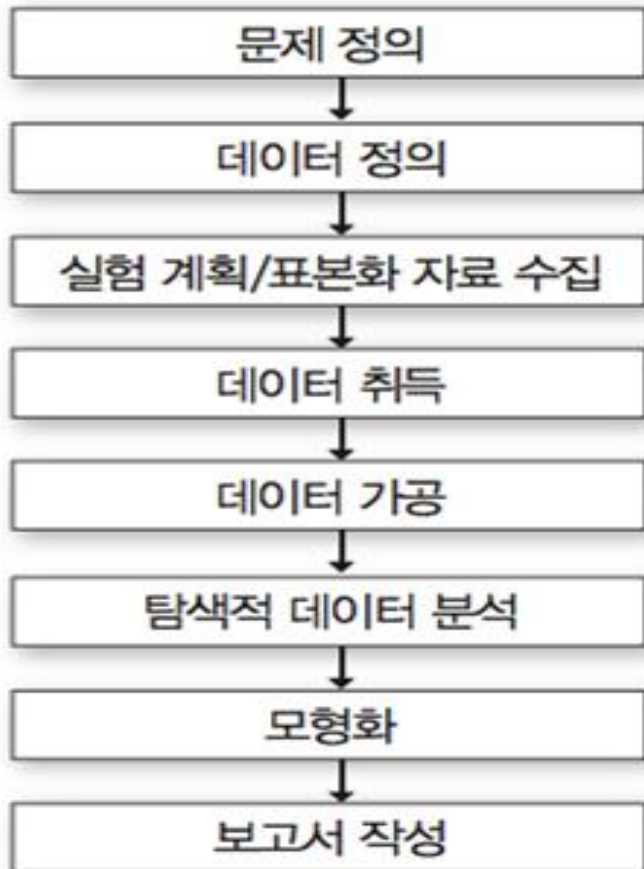 문제 정의
데이터 정의
실험 계획/표본화 자료 수집
데이터 취득
데이터 가공
탐색적 데이터 분석
모형화
보고서 작성